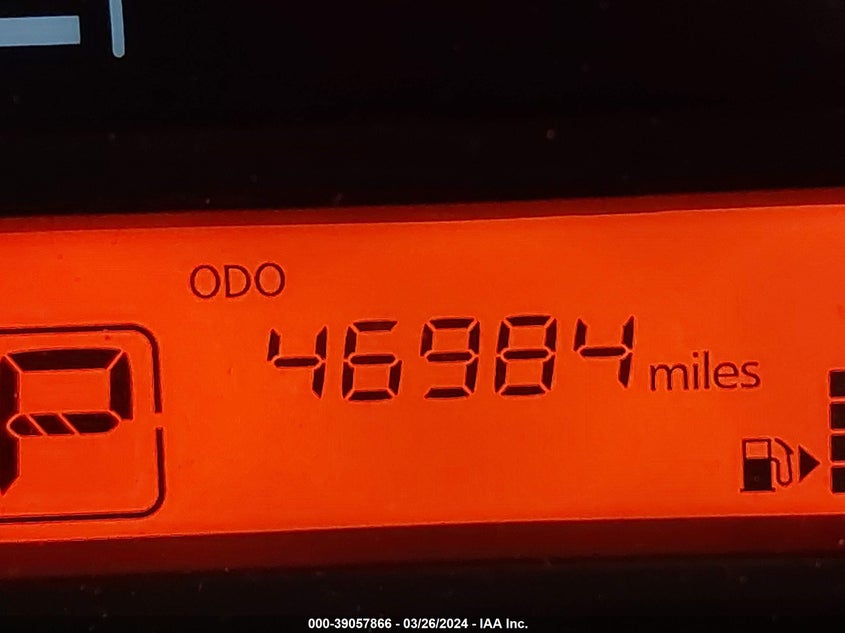 ODO
46984 miles
P
000-39057866 - 03/26/2024 - IAA Inc.